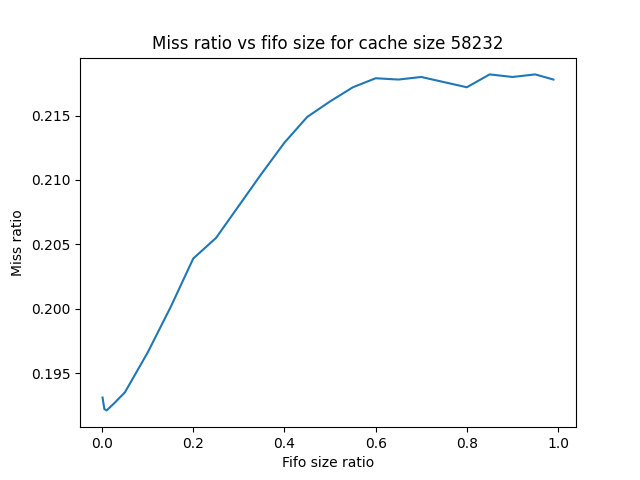 Miss ratio vs fifo size for cache size 58232
0.215
0.210
0.205
0.200
0.195
Miss ratio
0.0 0.2 0.4 0.6 0.8 1.0
Fifo size ratio